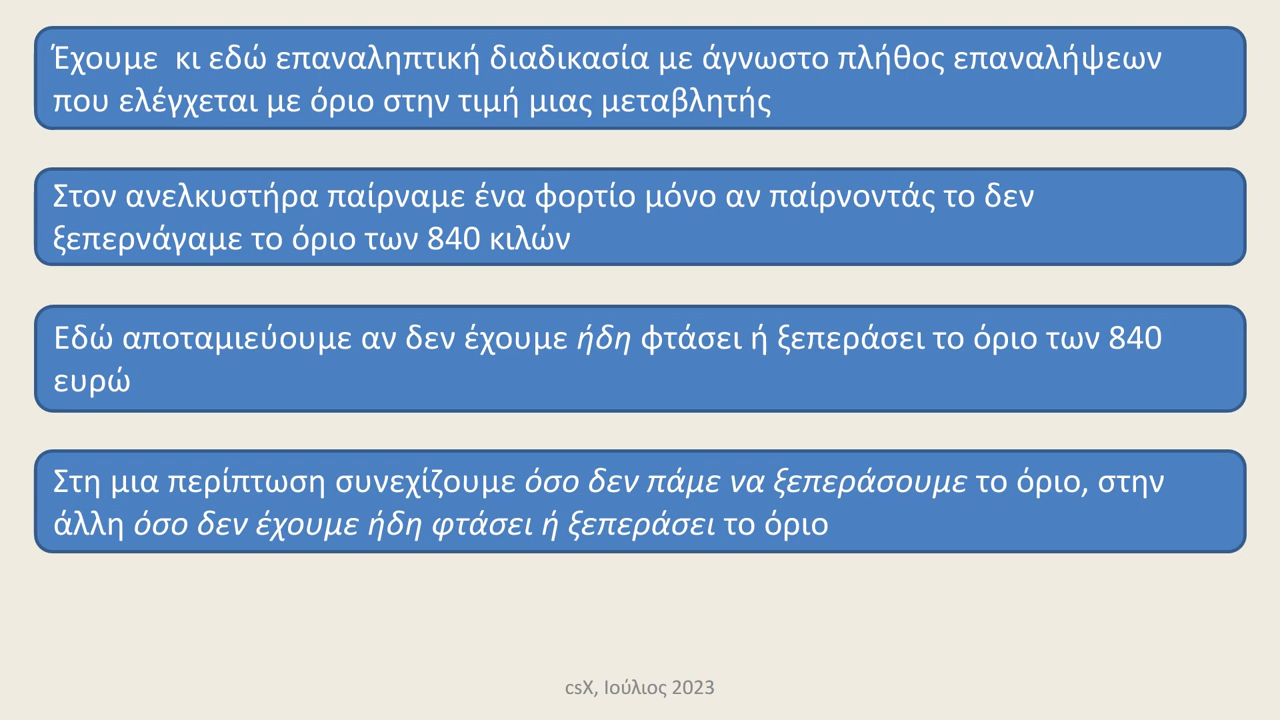 Έχουμε  κι εδώ επαναληπτική διαδικασία με άγνωστο πλήθος επαναλήψεων
που ελέγχεται με όριο στην τιμή μιας μεταβλητής
Στον ανελκυστήρα παίρναμε ένα φορτίο μόνο αν παίρνοντάς το δεν
ξεπερνάγαμε το όριο των 840 κιλών
Εδώ αποταμιεύουμε αν δεν έχουμε ήδη φτάσει ή ξεπεράσει το όριο των 840
ευρώ
Στη μια περίπτωση συνεχίζουμε όσο δεν πάμε να ξεπεράσουμε το όριο, στην
άλλη όσο δεν έχουμε ήδη φτάσει ή ξεπεράσει το όριο
csX, Ιούλιος 2023